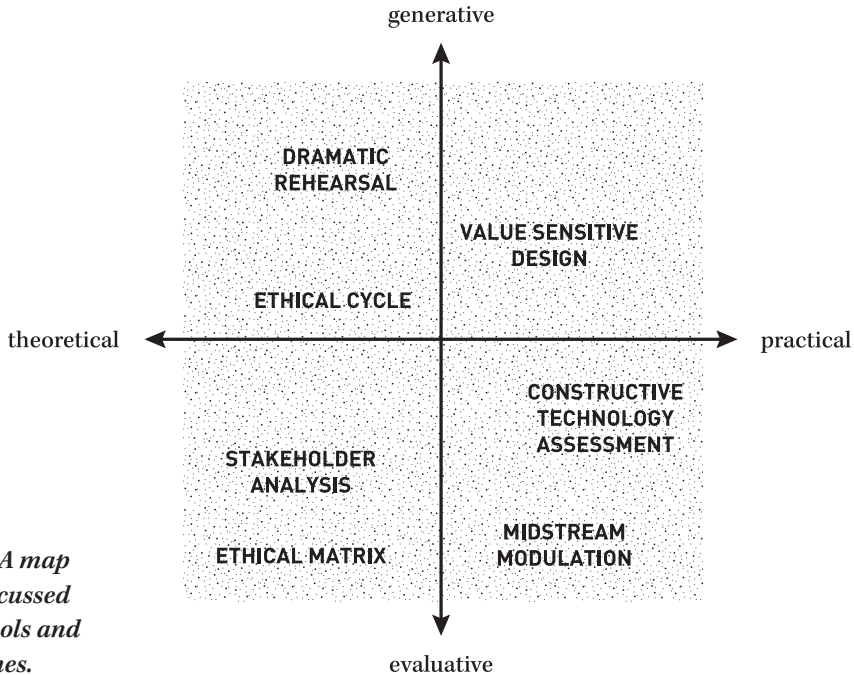 generative
DRAMATIC
REHEARSAL
VALUE SENSITIVE
DESIGN
ETHICAL CYCLE
theoretical
practical
CONSTRUCTIVE
TECHNOLOGY
ASSESSMENT
STAKEHOLDER
ANALYSIS
MIDSTREAM
MODULATION
ETHICAL MATRIX
evaluative
A map
cussed
ols and
nes.